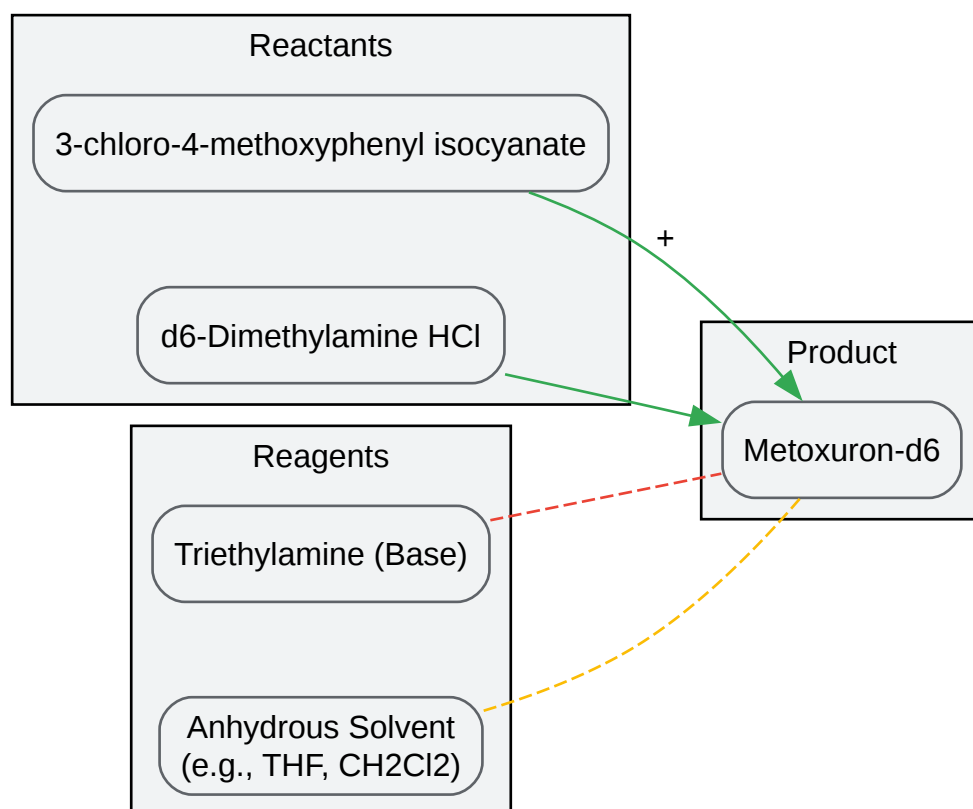 Reactants
3-chloro-4-methoxyphenyl isocyanate
+
d6-Dimethylamine HCl
Product
Metoxuron-d6
Reagents
Triethylamine (Base)
Anhydrous Solvent
(e.g., THF, CH2Cl2)